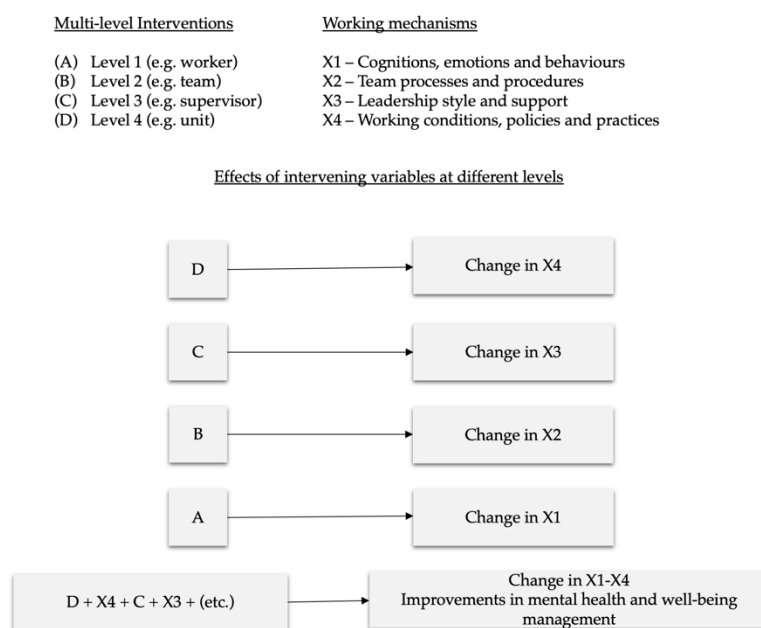 Multi-level Interventions
Working mechanisms
(A) Level 1 (e.g. worker)
X1 – Cognitions, emotions and behaviours
(B) Level 2 (e.g. team)
X2 – Team processes and procedures
(C) Level 3 (e.g. supervisor)
X3 – Leadership style and support
(D) Level 4 (e.g. unit)
X4 – Working conditions, policies and practices
Effects of intervening variables at different levels
D
Change in X4
C
Change in X3
B
Change in X2
A
Change in X1
D + X4 + C + X3 + (etc.)
Change in X1-X4
Improvements in mental health and well-being
management